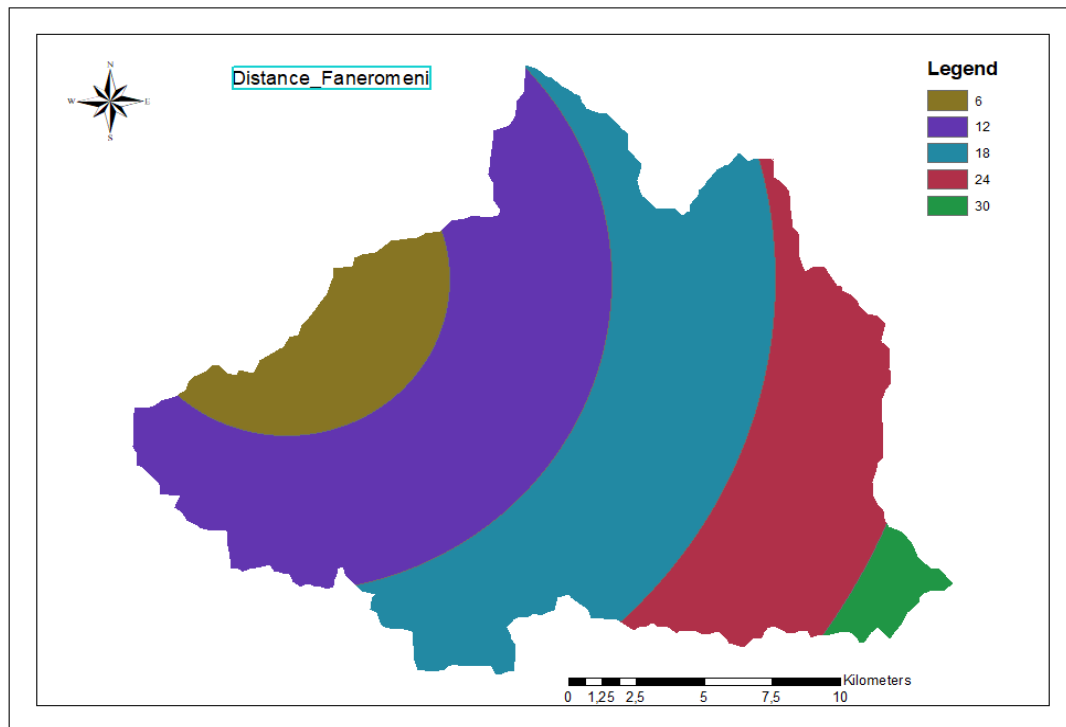 N
W E
S
Distance_Faneromeni
Legend
6
12
18
24
30
Kilometers
0 1,25 2,5 5 7,5 10